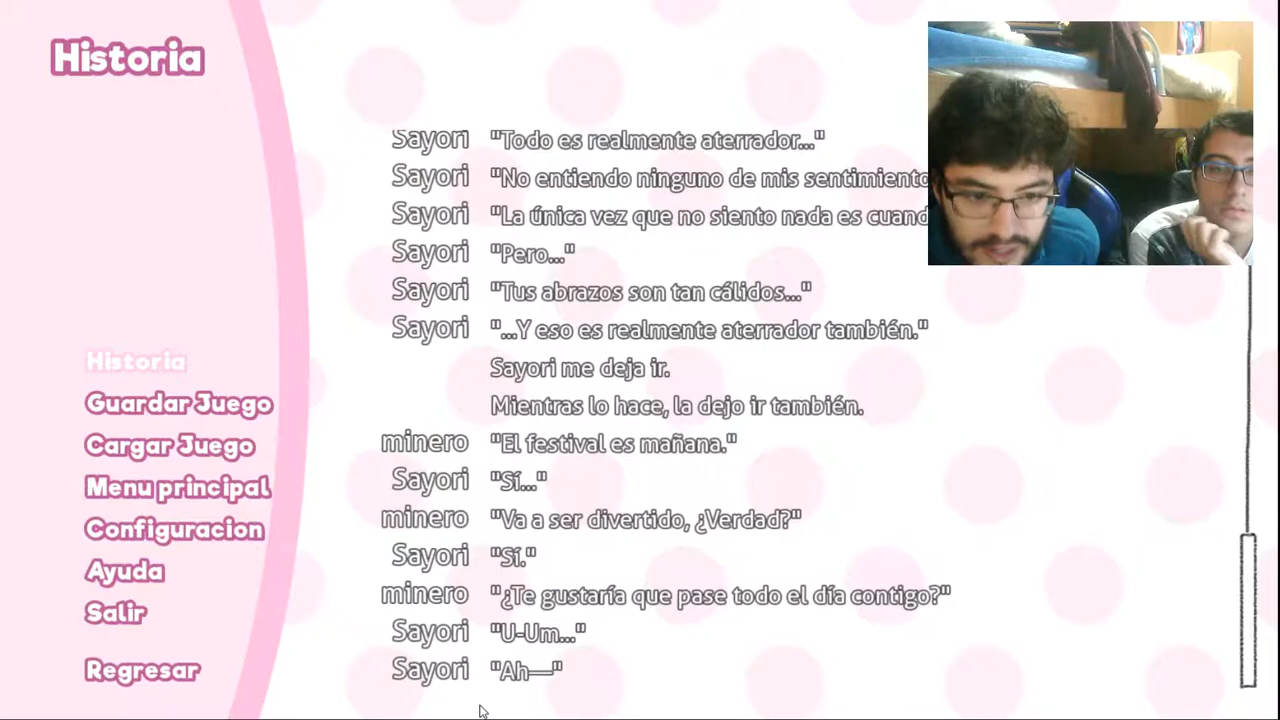 Historia
Sayori "Todo es realmente aterrador..."
Sayori "No entiendo ninguno de mis sentimiento
Sayori "La única vez que no siento nada es cuand
Sayori "Pero..."
Sayori "Tus abrazos son tan cálidos..."
Sayori "...Y eso es realmente aterrador también."
Sayori me deja ir.
Mientras lo hace, la dejo ir también.
minero "El festival es mañana."
Sayori "Sí..."
minero "Va a ser divertido, ¿Verdad?"
Sayori "Sí."
minero "¿Te gustaría que pase todo el día contigo?"
Sayori "U-Um..."
Sayori "Ah—"
Historia
Guardar Juego
Cargar Juego
Menu principal
Configuracion
Ayuda
Salir
Regresar